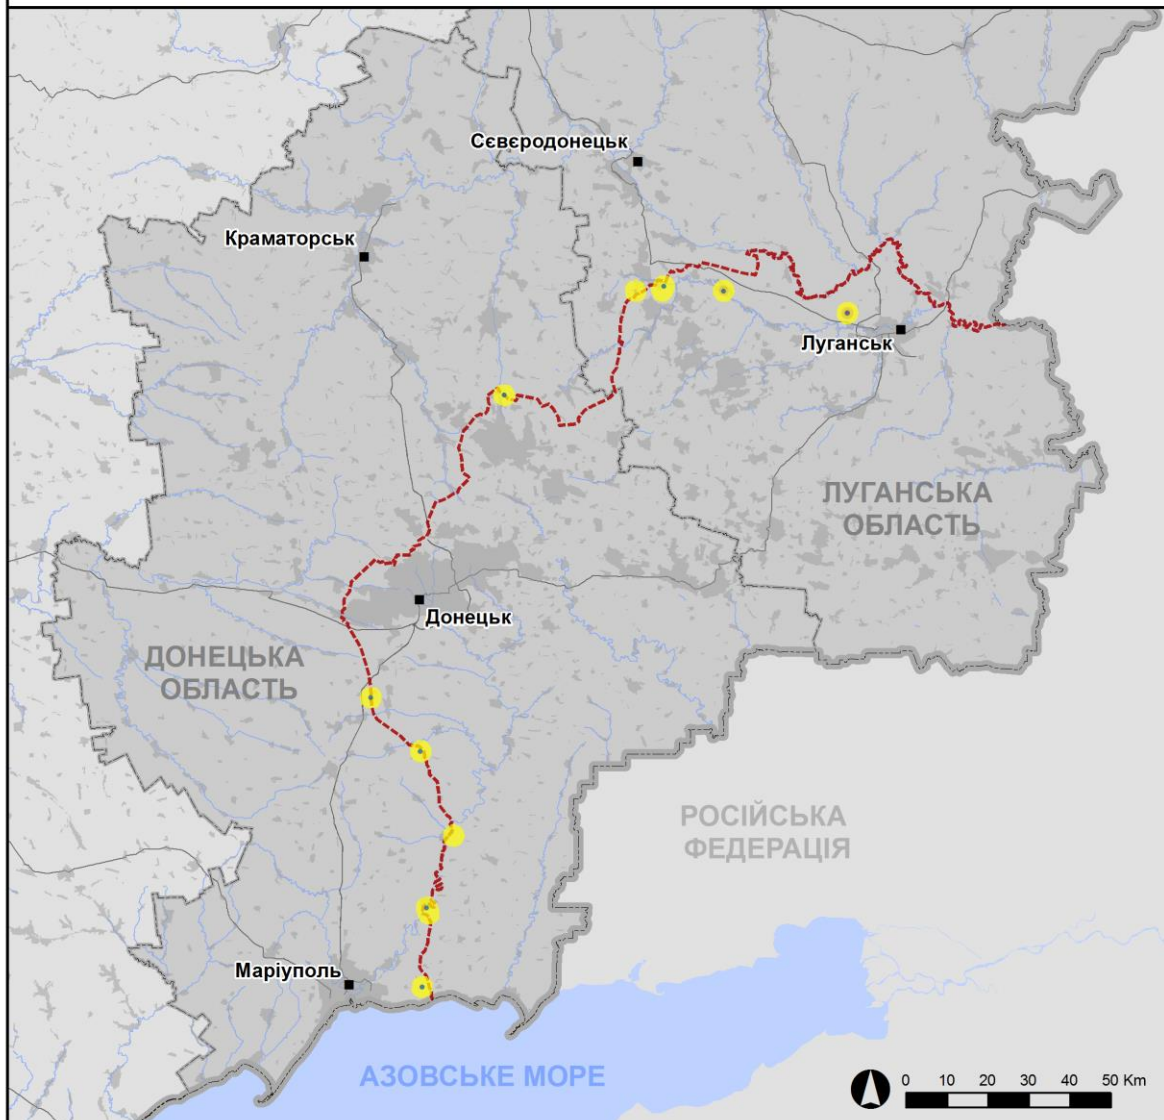 Сєвєродонецьк
Краматорськ
Луганськ
ЛУГАНСЬКА
ОБЛАСТЬ
Донецьк
ДОНЕЦЬКА
ОБЛАСТЬ
РОСІЙСЬКА
ФЕДЕРАЦІЯ
Маріуполь
АЗОВСЬКЕ МОРЕ
0 10 20 30 40 50 Km